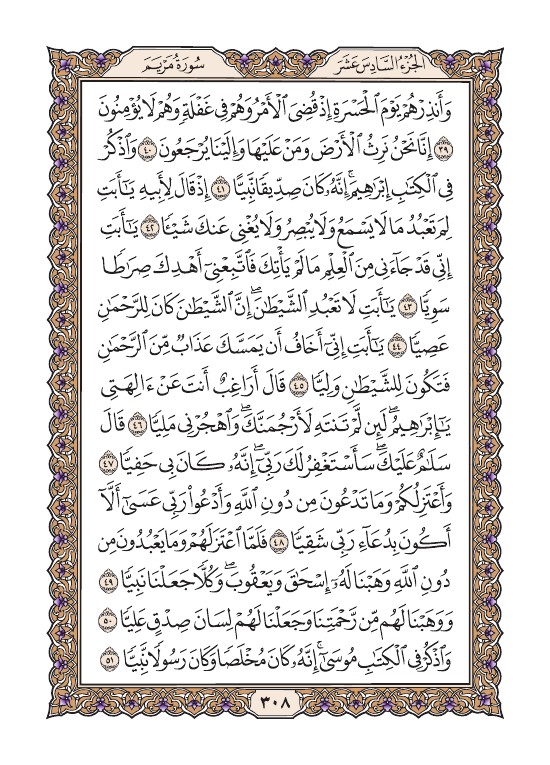 الجُزءُ السَّادِسَ عَشَرَ
سُورَةُ مَرۡيَمَ
وَأَنذِرۡهُمۡ يَوۡمَ ٱلۡحَسۡرَةِ إِذۡ قُضِيَ ٱلۡأَمۡرُ وَهُمۡ فِي غَفۡلَةٖ وَهُمۡ لَا يُؤۡمِنُونَ
٣٩ إِنَّا نَحۡنُ نَرِثُ ٱلۡأَرۡضَ وَمَنۡ عَلَيۡهَا وَإِلَيۡنَا يُرۡجَعُونَ ٤٠ وَٱذۡكُرۡ
فِي ٱلۡكِتَٰبِ إِبۡرَٰهِيمَۚ إِنَّهُۥ كَانَ صِدِّيقٗا نَّبِيًّا ٤١ إِذۡ قَالَ لِأَبِيهِ يَٰٓأَبَتِ
لِمَ تَعۡبُدُ مَا لَا يَسۡمَعُ وَلَا يُبۡصِرُ وَلَا يُغۡنِي عَنكَ شَيۡـٔٗا ٤٢ يَٰٓأَبَتِ
إِنِّي قَدۡ جَآءَنِي مِنَ ٱلۡعِلۡمِ مَا لَمۡ يَأۡتِكَ فَٱتَّبِعۡنِيٓ أَهۡدِكَ صِرَٰطٗا
سَوِيّٗا ٤٣ يَٰٓأَبَتِ لَا تَعۡبُدِ ٱلشَّيۡطَٰنَۖ إِنَّ ٱلشَّيۡطَٰنَ كَانَ لِلرَّحۡمَٰنِ
عَصِيّٗا ٤٤ يَٰٓأَبَتِ إِنِّيٓ أَخَافُ أَن يَمَسَّكَ عَذَابٞ مِّنَ ٱلرَّحۡمَٰنِ
فَتَكُونَ لِلشَّيۡطَٰنِ وَلِيّٗا ٤٥ قَالَ أَرَاغِبٌ أَنتَ عَنۡ ءَالِهَتِي
يَٰٓإِبۡرَٰهِيمُۖ لَئِن لَّمۡ تَنتَهِ لَأَرۡجُمَنَّكَۖ وَٱهۡجُرۡنِي مَلِيّٗا ٤٦ قَالَ
سَلَٰمٌ عَلَيۡكَۖ سَأَسۡتَغۡفِرُ لَكَ رَبِّيٓۖ إِنَّهُۥ كَانَ بِي حَفِيّٗا ٤٧
وَأَعۡتَزِلُكُمۡ وَمَا تَدۡعُونَ مِن دُونِ ٱللَّهِ وَأَدۡعُواْ رَبِّي عَسَىٰٓ أَلَّآ
أَكُونَ بِدُعَآءِ رَبِّي شَقِيّٗا ٤٨ فَلَمَّا ٱعۡتَزَلَهُمۡ وَمَا يَعۡبُدُونَ مِن
دُونِ ٱللَّهِ وَهَبۡنَا لَهُۥٓ إِسۡحَٰقَ وَيَعۡقُوبَۖ وَكُلّٗا جَعَلۡنَا نَبِيّٗا ٤٩
وَوَهَبۡنَا لَهُم مِّن رَّحۡمَتِنَا وَجَعَلۡنَا لَهُمۡ لِسَانَ صِدۡقٍ عَلِيّٗا ٥٠
وَٱذۡكُرۡ فِي ٱلۡكِتَٰبِ مُوسَىٰٓۚ إِنَّهُۥ كَانَ مُخۡلَصٗا وَكَانَ رَسُولٗا نَّبِيّٗا ٥١
٣٠٨